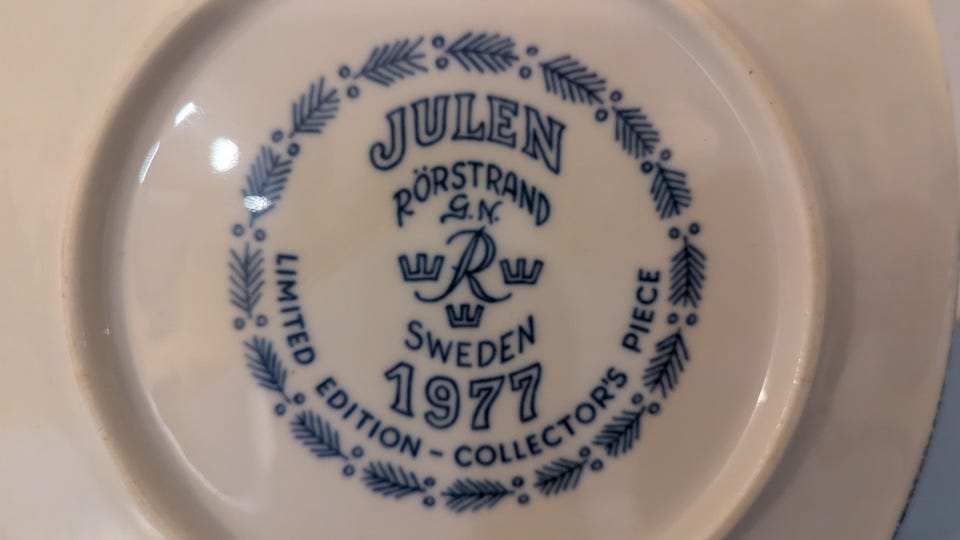 JULEN
RÖRSTRAND
G.N.
R
SWEDEN
1977
LIMITED EDITION - COLLECTOR'S PIECE